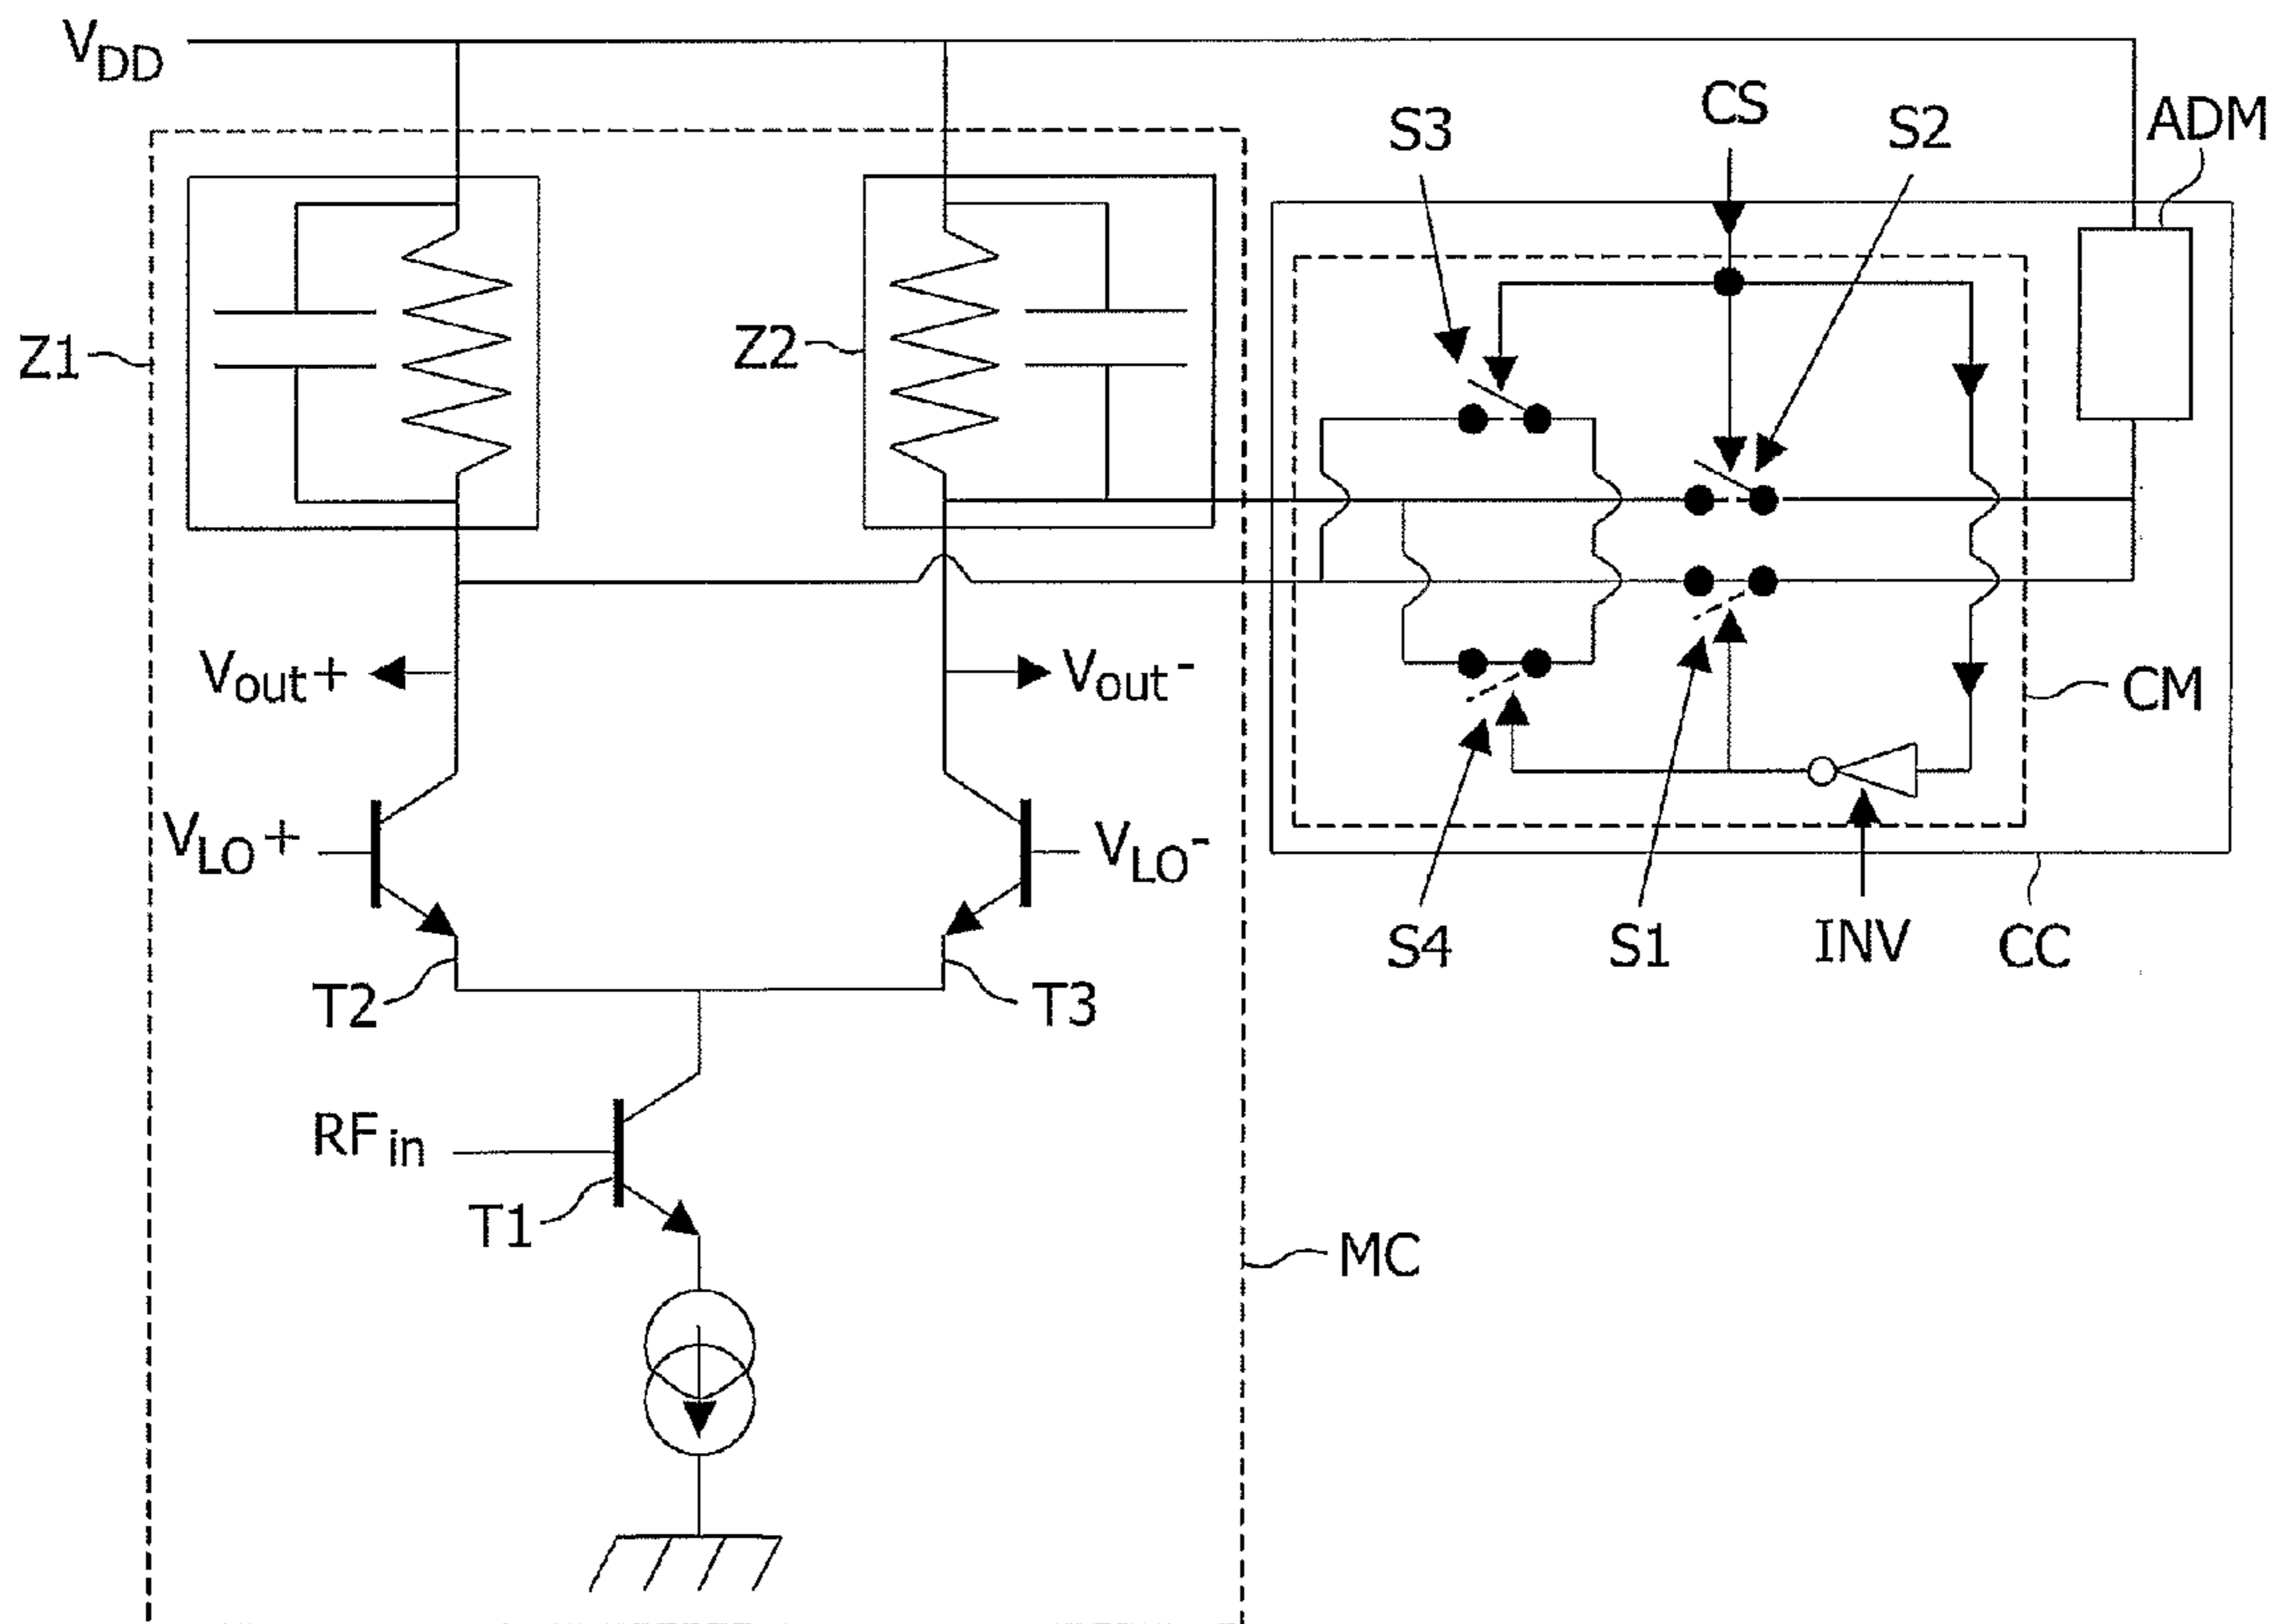 VDD
CS
S3
S2
ADM
Z1
Z2
Vout+
Vout-
CM
VLO+
VLO-
S4
S1
INV
CC
T2
T3
RFin
T1
MC